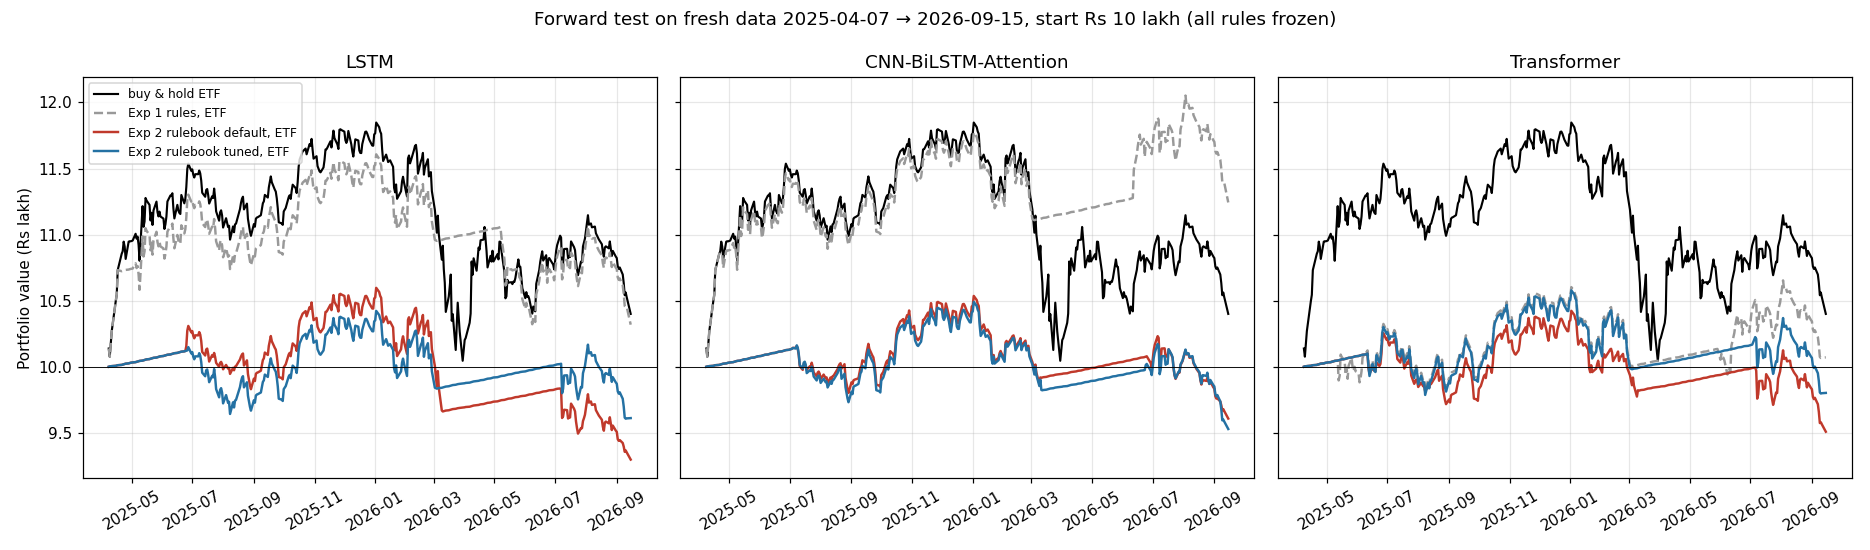 Forward test on fresh data 2025-04-07 → 2026-09-15, start Rs 10 lakh (all rules frozen)
LSTM
CNN-BiLSTM-Attention
Transformer
buy & hold ETF
Exp 1 rules, ETF
Exp 2 rulebook default, ETF
Exp 2 rulebook tuned, ETF
Portfolio value (Rs lakh)
12.0
11.5
11.0
10.5
10.0
9.5
2025-05 2025-07 2025-09 2025-11 2026-01 2026-03 2026-05 2026-07 2026-09
2025-05 2025-07 2025-09 2025-11 2026-01 2026-03 2026-05 2026-07 2026-09
2025-05 2025-07 2025-09 2025-11 2026-01 2026-03 2026-05 2026-07 2026-09